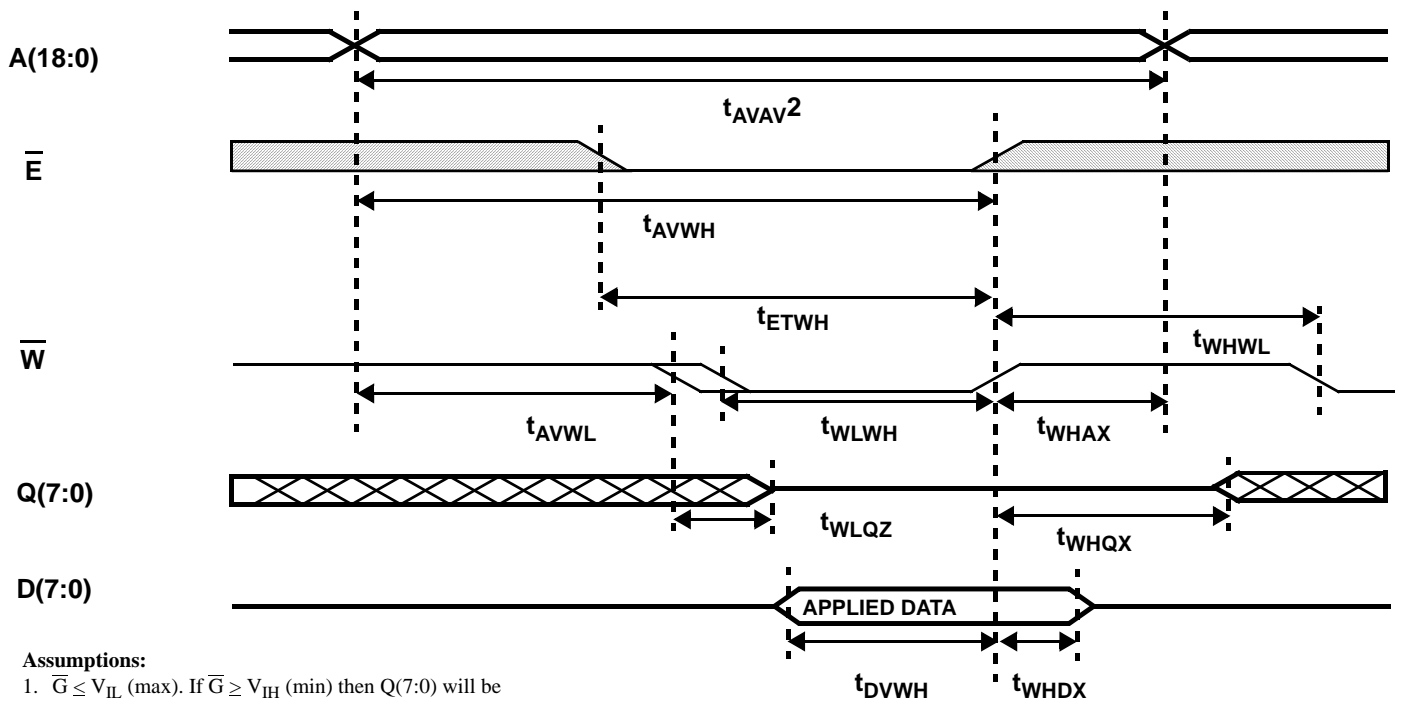 A(18:0)
tAVAV2
E̅
tAVWH
tETWH
tWHWL
W̅
tAVWL
tWLWH
tWHAX
Q(7:0)
tWLQZ
tWHQX
D(7:0)
APPLIED DATA
Assumptions:
1. G̅ ≤ VIL (max). If G̅ ≥ VIH (min) then Q(7:0) will be
tDVWH
tWHDX